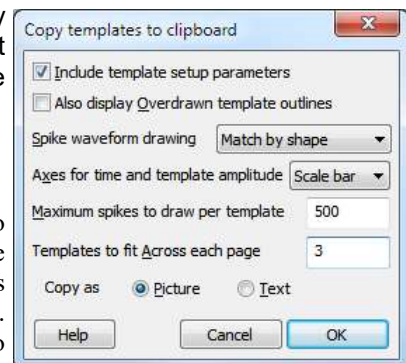 Copy templates to clipboard
Include template setup parameters
Also display Overdrawn template outlines
Spike waveform drawing Match by shape
Axes for time and template amplitude Scale bar
Maximum spikes to draw per template 500
Templates to fit Across each page 3
Copy as Picture Text
Help Cancel OK